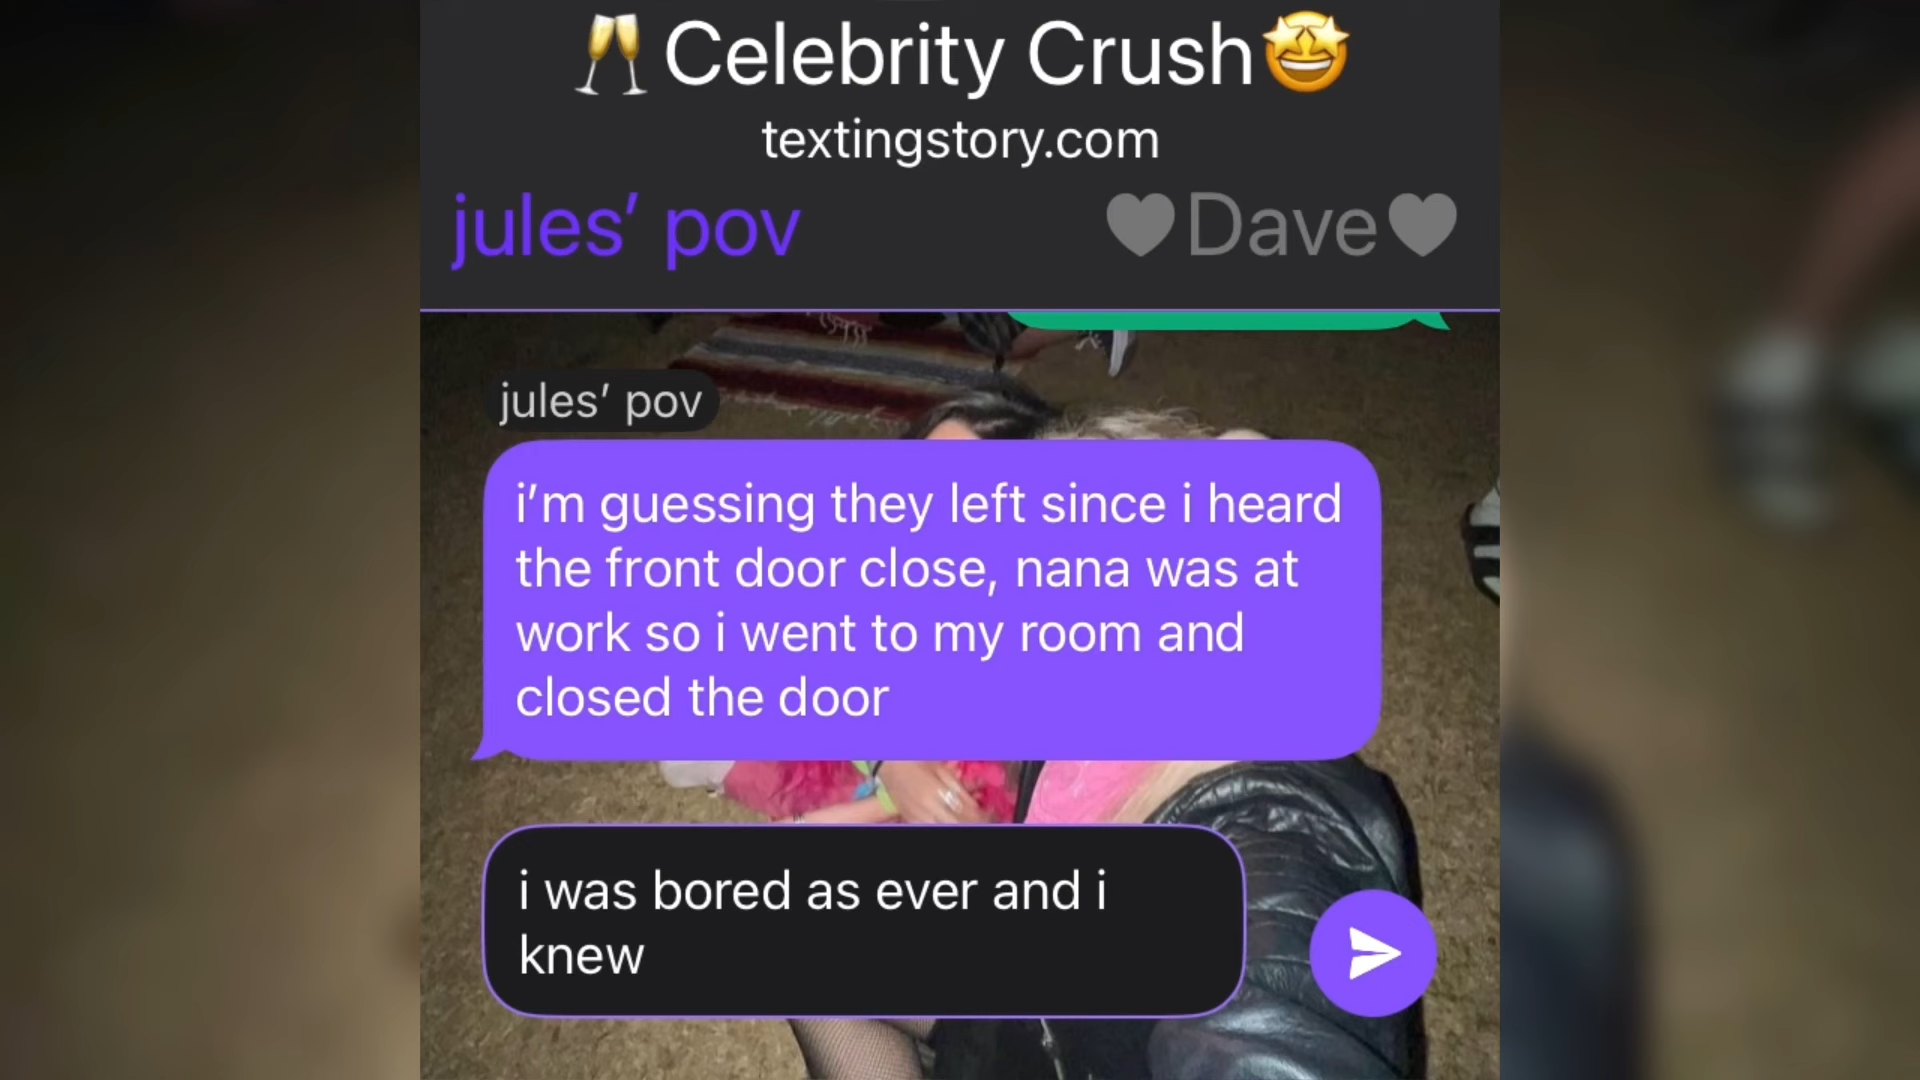 🥂Celebrity Crush🤩
textingstory.com
jules’ pov
🩶Dave🩶
jules’ pov
i’m guessing they left since i heard
the front door close, nana was at
work so i went to my room and
closed the door
i was bored as ever and i
knew